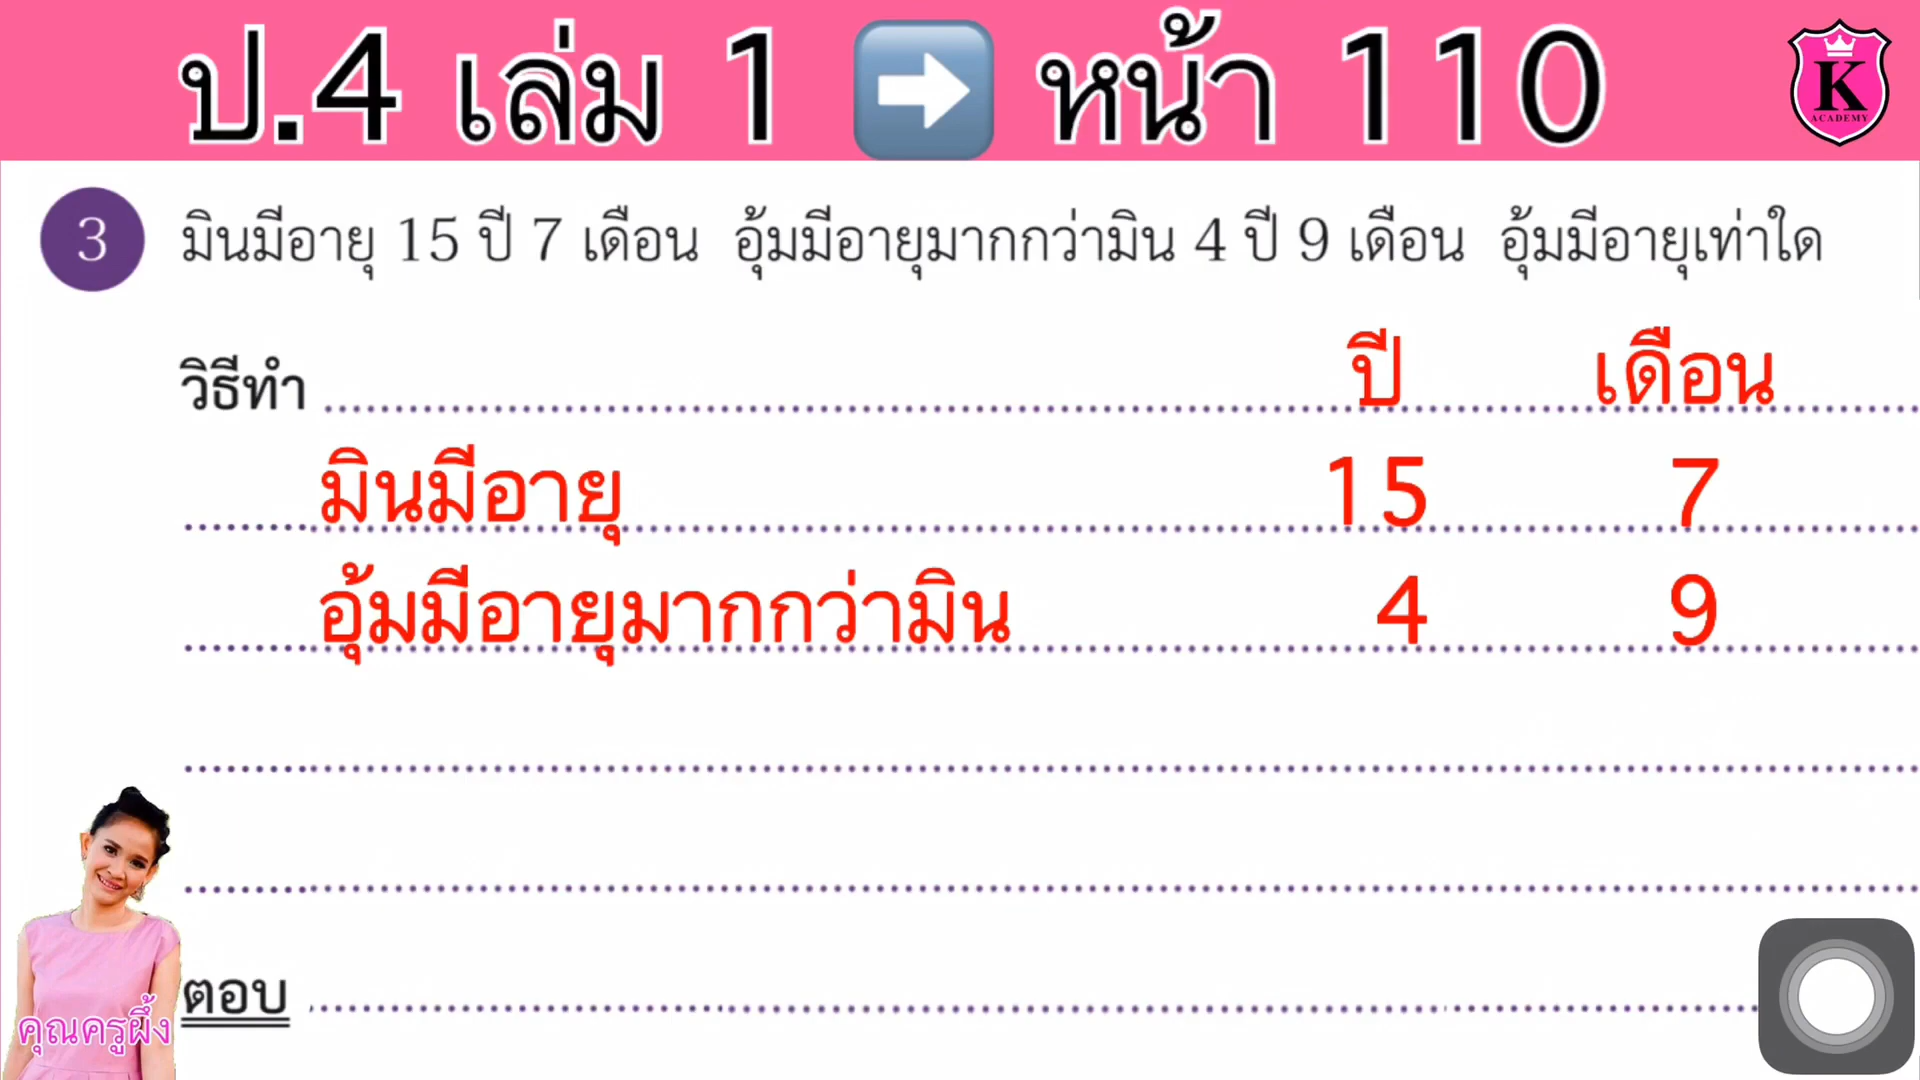 ป.4 เล่ม 1 ➡ หน้า 110
K
ACADEMY
3 มินมีอายุ 15 ปี 7 เดือน อุ้มมีอายุมากกว่ามิน 4 ปี 9 เดือน อุ้มมีอายุเท่าใด
วิธีทำ ปี เดือน
มินมีอายุ 15 7
อุ้มมีอายุมากกว่ามิน 4 9
ตอบ
คุณครูผึ้ง